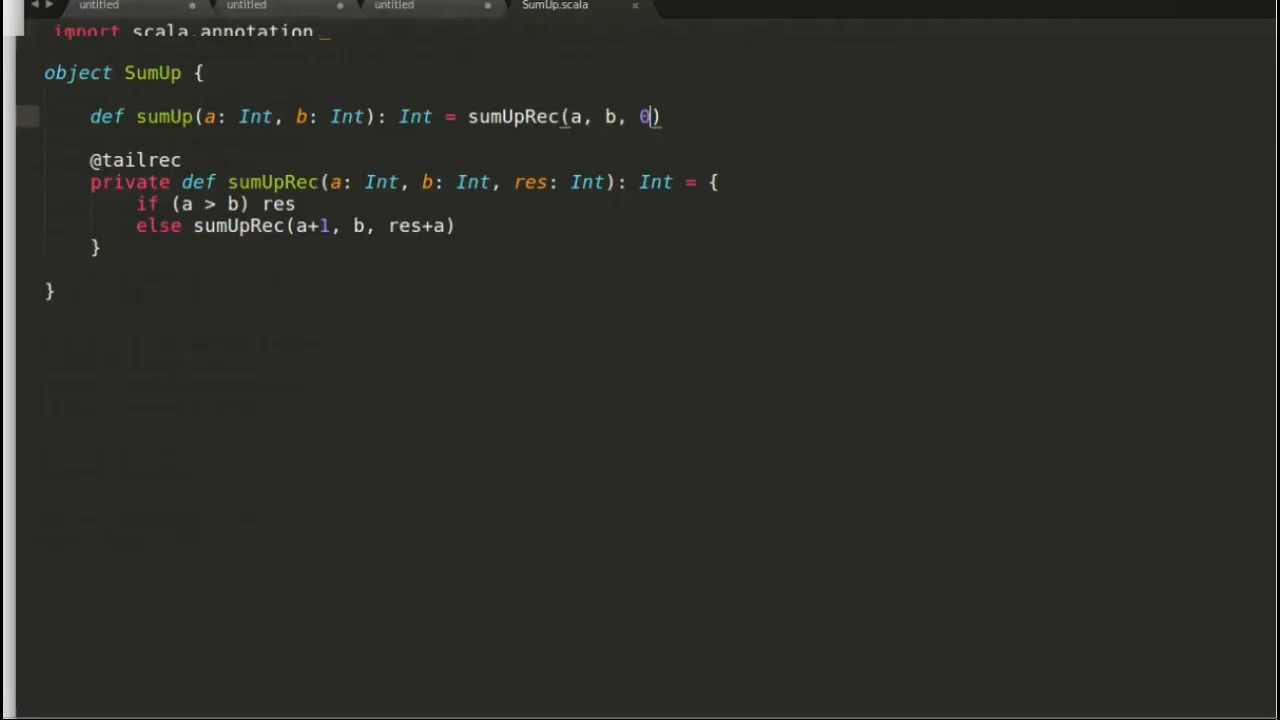 untitled untitled untitled SumUp.scala
import scala.annotation._
object SumUp {
def sumUp(a: Int, b: Int): Int = sumUpRec(a, b, 0)
@tailrec
private def sumUpRec(a: Int, b: Int, res: Int): Int = {
if (a > b) res
else sumUpRec(a+1, b, res+a)
}
}